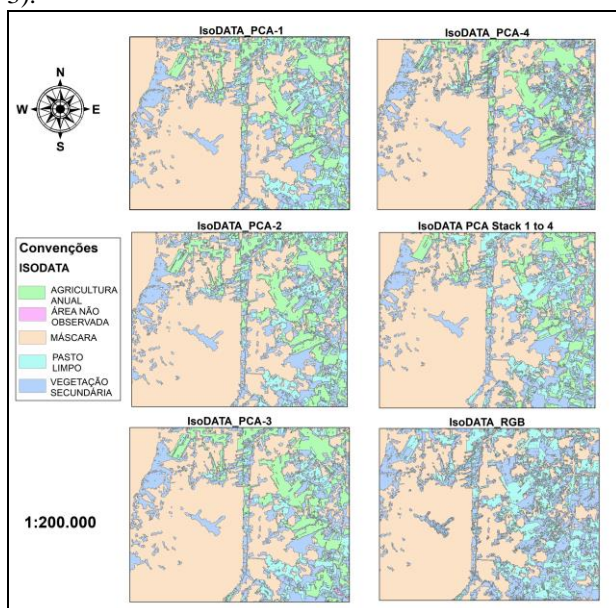 3).
IsoDATA_PCA-1
IsoDATA_PCA-4
N
W
E
S
IsoDATA_PCA-2
IsoDATA PCA Stack 1 to 4
Convenções
ISODATA
AGRICULTURA
ANUAL
ÁREA NÃO
OBSERVADA
MÁSCARA
PASTO
LIMPO
VEGETAÇÃO
SECUNDÁRIA
IsoDATA_PCA-3
IsoDATA_RGB
1:200.000